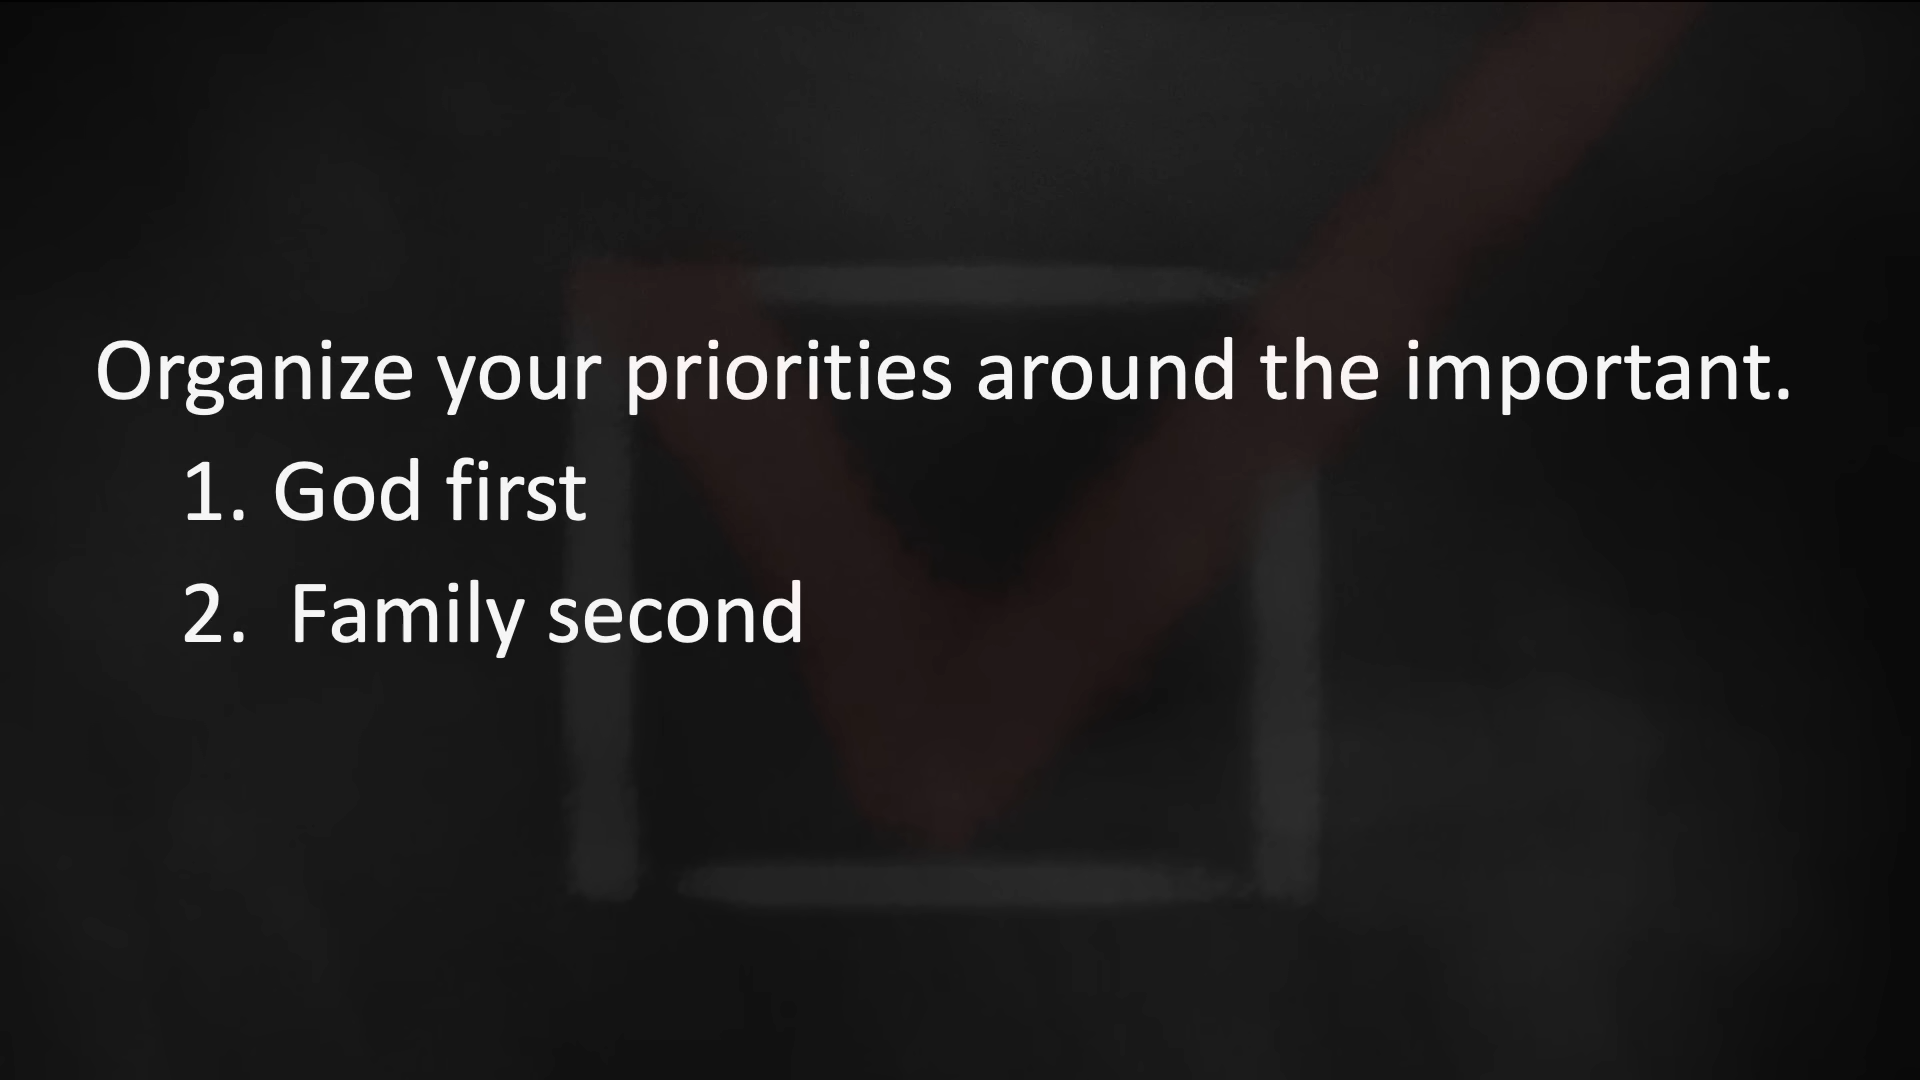 Organize your priorities around the important.
1. God first
2. Family second